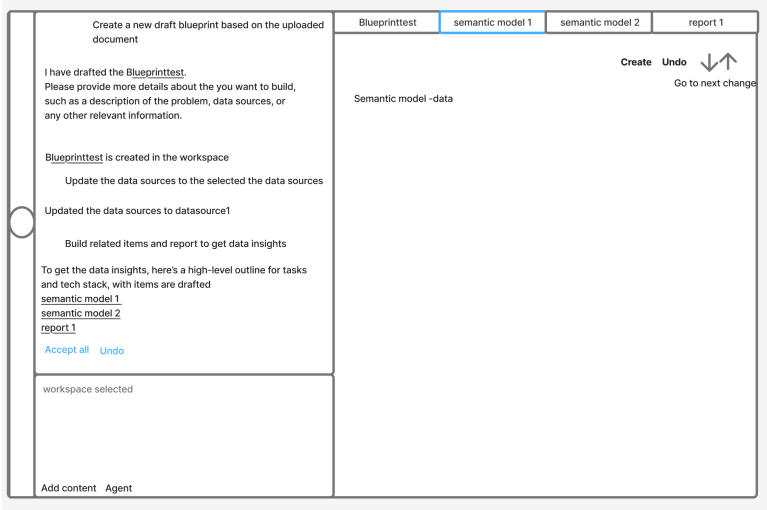 Create a new draft blueprint based on the uploaded
document
I have drafted the Blueprinttest.
Please provide more details about the you want to build,
such as a description of the problem, data sources, or
any other relevant information.
Blueprinttest is created in the workspace
Update the data sources to the selected the data sources
Updated the data sources to datasource1
Build related items and report to get data insights
To get the data insights, here's a high-level outline for tasks
and tech stack, with items are drafted
semantic model 1
semantic model 2
report 1
Accept all Undo
workspace selected
Add content Agent
Blueprinttest semantic model 1 semantic model 2 report 1
Create Undo
Go to next change
Semantic model -data